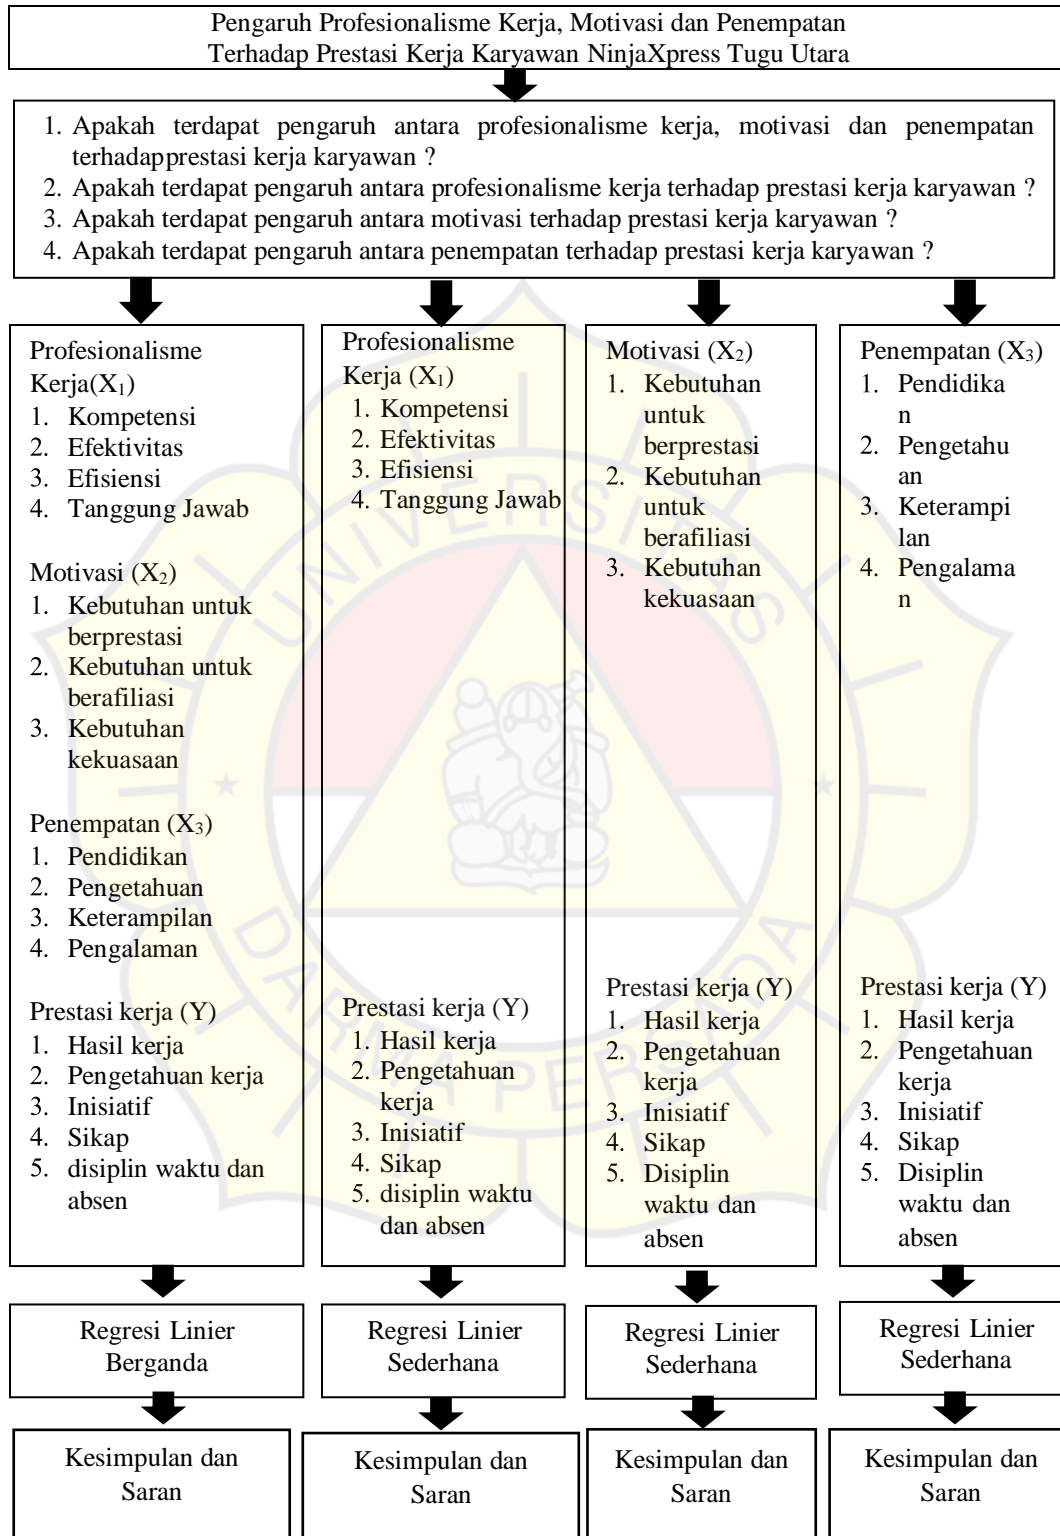 Pengaruh Profesionalisme Kerja, Motivasi dan Penempatan
Terhadap Prestasi Kerja Karyawan NinjaXpress Tugu Utara
1. Apakah terdapat pengaruh antara profesionalisme kerja, motivasi dan penempatan
terhadapprestasi kerja karyawan ?
2. Apakah terdapat pengaruh antara profesionalisme kerja terhadap prestasi kerja karyawan ?
3. Apakah terdapat pengaruh antara motivasi terhadap prestasi kerja karyawan ?
4. Apakah terdapat pengaruh antara penempatan terhadap prestasi kerja karyawan ?
Profesionalisme
Kerja(X₁)
1. Kompetensi
2. Efektivitas
3. Efisiensi
4. Tanggung Jawab
Motivasi (X₂)
1. Kebutuhan untuk
berprestasi
2. Kebutuhan untuk
berafiliasi
3. Kebutuhan
kekuasaan
Penempatan (X₃)
1. Pendidikan
2. Pengetahuan
3. Keterampilan
4. Pengalaman
Prestasi kerja (Y)
1. Hasil kerja
2. Pengetahuan kerja
3. Inisiatif
4. Sikap
5. disiplin waktu dan
absen
Profesionalisme
Kerja (X₁)
1. Kompetensi
2. Efektivitas
3. Efisiensi
4. Tanggung Jawab
Prestasi kerja (Y)
1. Hasil kerja
2. Pengetahuan
kerja
3. Inisiatif
4. Sikap
5. disiplin waktu
dan absen
Motivasi (X₂)
1. Kebutuhan
untuk
berprestasi
2. Kebutuhan
untuk
berafiliasi
3. Kebutuhan
kekuasaan
Prestasi kerja (Y)
1. Hasil kerja
2. Pengetahuan
kerja
3. Inisiatif
4. Sikap
5. Disiplin
waktu dan
absen
Penempatan (X₃)
1. Pendidika
n
2. Pengetahu
an
3. Keterampi
lan
4. Pengalama
n
Prestasi kerja (Y)
1. Hasil kerja
2. Pengetahuan
kerja
3. Inisiatif
4. Sikap
5. Disiplin
waktu dan
absen
Regresi Linier
Berganda
Regresi Linier
Sederhana
Regresi Linier
Sederhana
Regresi Linier
Sederhana
Kesimpulan dan
Saran
Kesimpulan dan
Saran
Kesimpulan dan
Saran
Kesimpulan dan
Saran
UNIVERSITAS
DARMA PERSADA